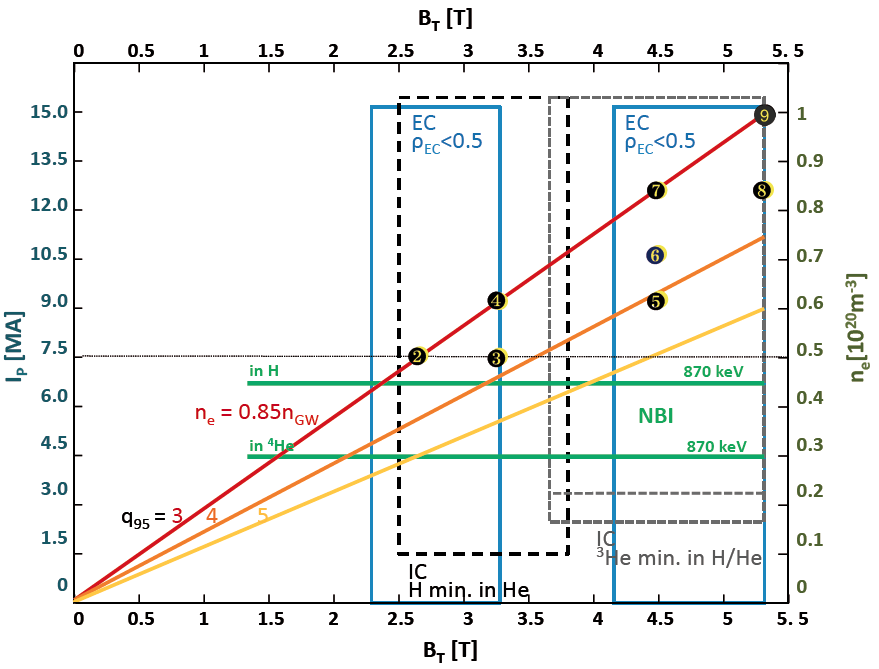 B_T [T]
0 0.5 1 1.5 2 2.5 3 3.5 4 4.5 5 5. 5
15.0
13.5
12.0
10.5
9.0
7.5
6.0
4.5
3.0
1.5
0
I_P [MA]
EC
ρ_EC<0.5
EC
ρ_EC<0.5
9
7
8
6
4
5
2
3
in H
870 keV
n_e = 0.85n_GW
NBI
in ⁴He
870 keV
q_95 = 3 4 5
IC
³He min. in H/He
IC
H min. in He
1
0.9
0.8
0.7
0.6
0.5
0.4
0.3
0.2
0.1
0
n_e[10²⁰m⁻³]
0 0.5 1 1.5 2 2.5 3 3.5 4 4.5 5 5. 5
B_T [T]